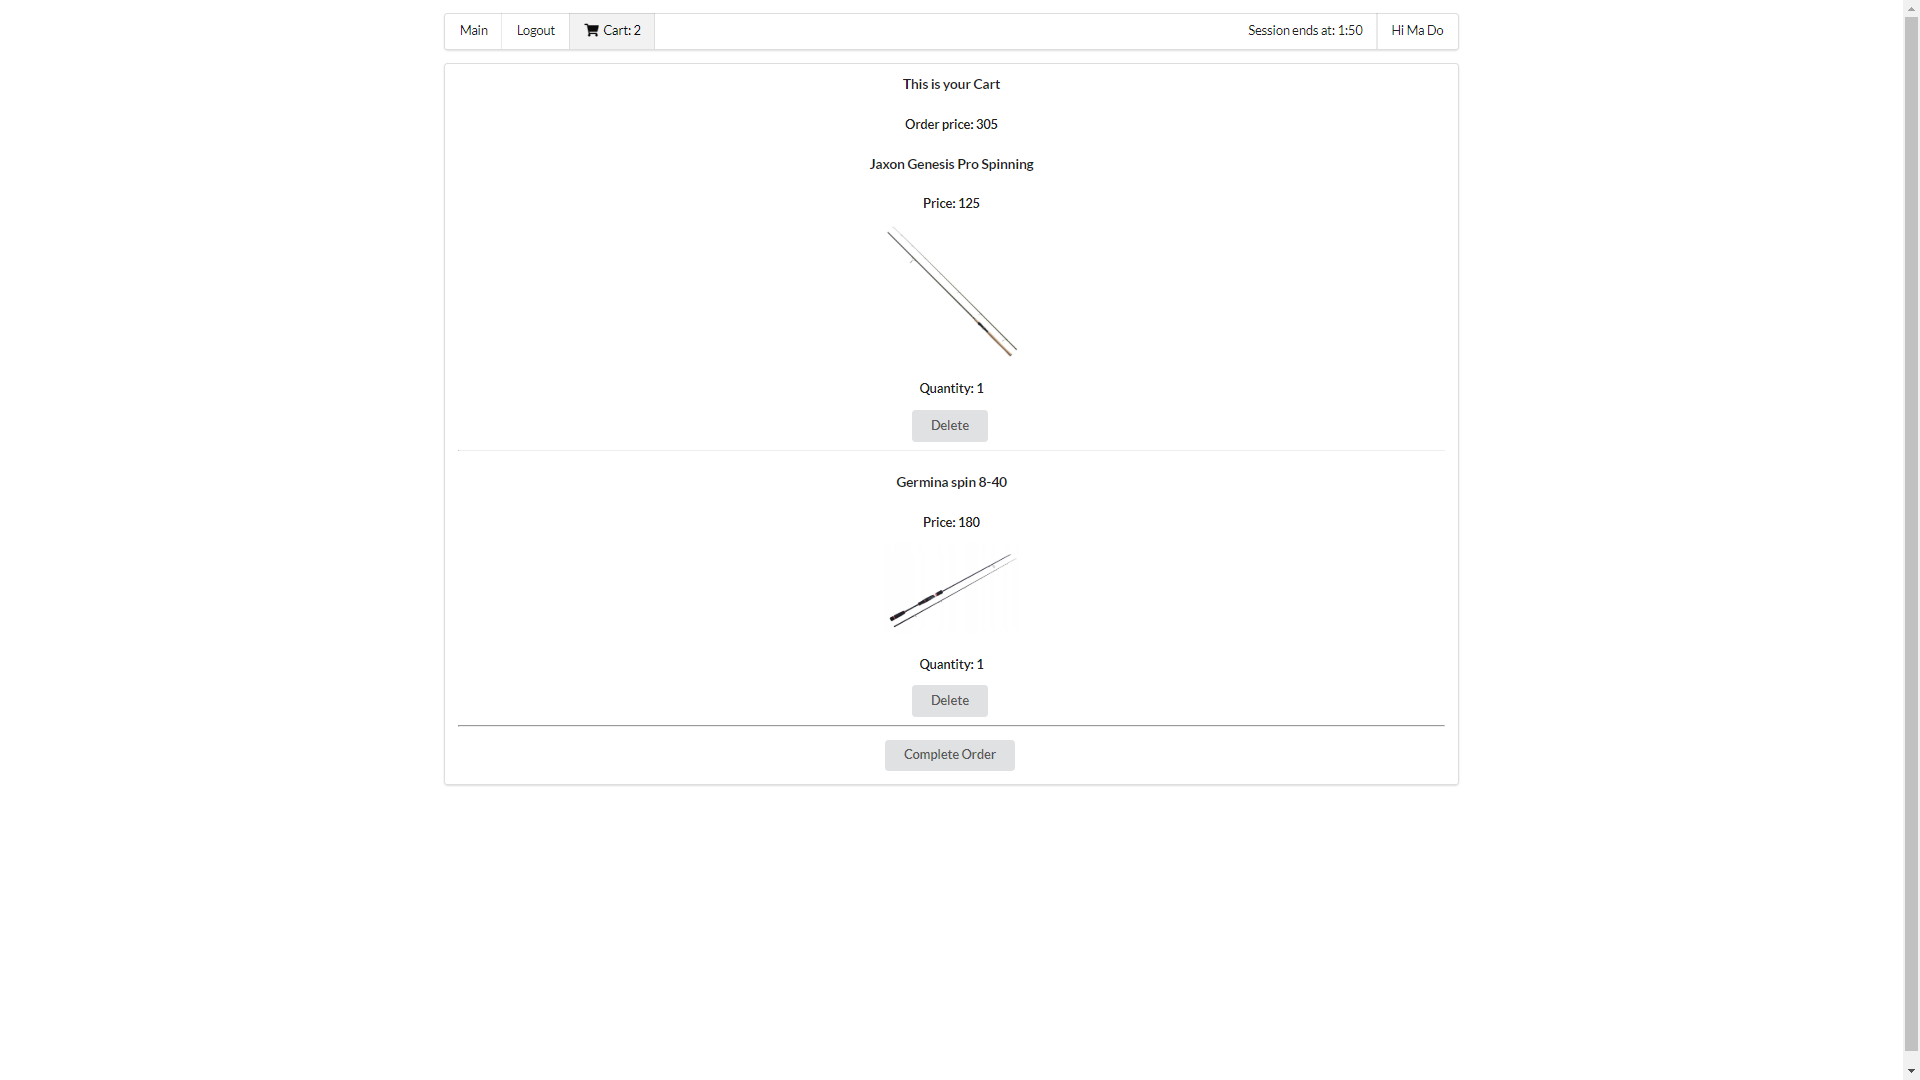 Main
Logout
Cart: 2
Session ends at: 1:50
Hi Ma Do
This is your Cart
Order price: 305
Jaxon Genesis Pro Spinning
Price: 125
Quantity: 1
Delete
Germina spin 8-40
Price: 180
Quantity: 1
Delete
Complete Order